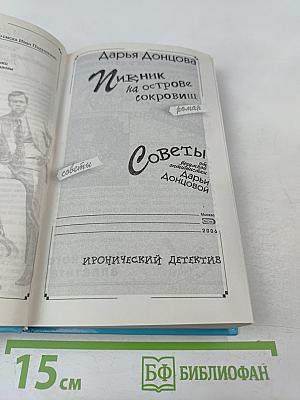 Дарья Донцова
Пикник
на острове
сокровищ
роман
Советы
от
Дарьи
Донцовой
советы
Москва
2006
ИРОНИЧЕСКИЙ ДЕТЕКТИВ
15 см
БФ БИБЛИОФАН